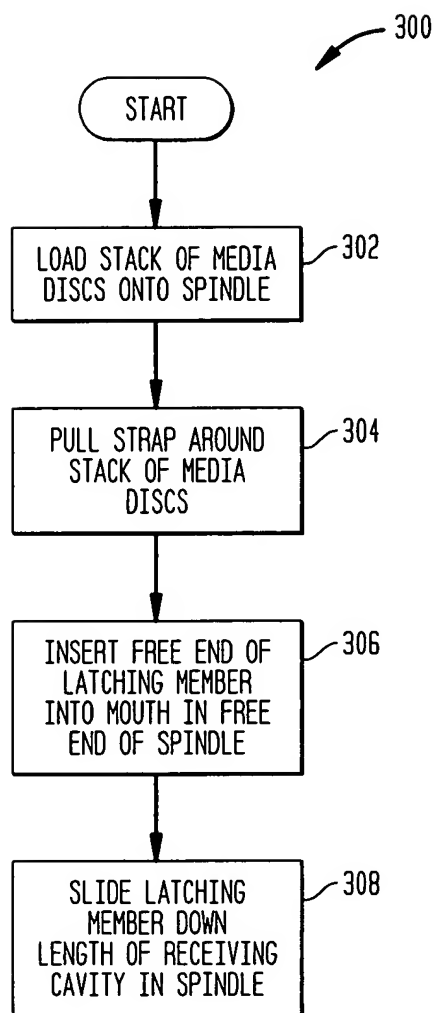 300
START
LOAD STACK OF MEDIA
DISCS ONTO SPINDLE
302
PULL STRAP AROUND
STACK OF MEDIA
DISCS
304
INSERT FREE END OF
LATCHING MEMBER
INTO MOUTH IN FREE
END OF SPINDLE
306
SLIDE LATCHING
MEMBER DOWN
LENGTH OF RECEIVING
CAVITY IN SPINDLE
308